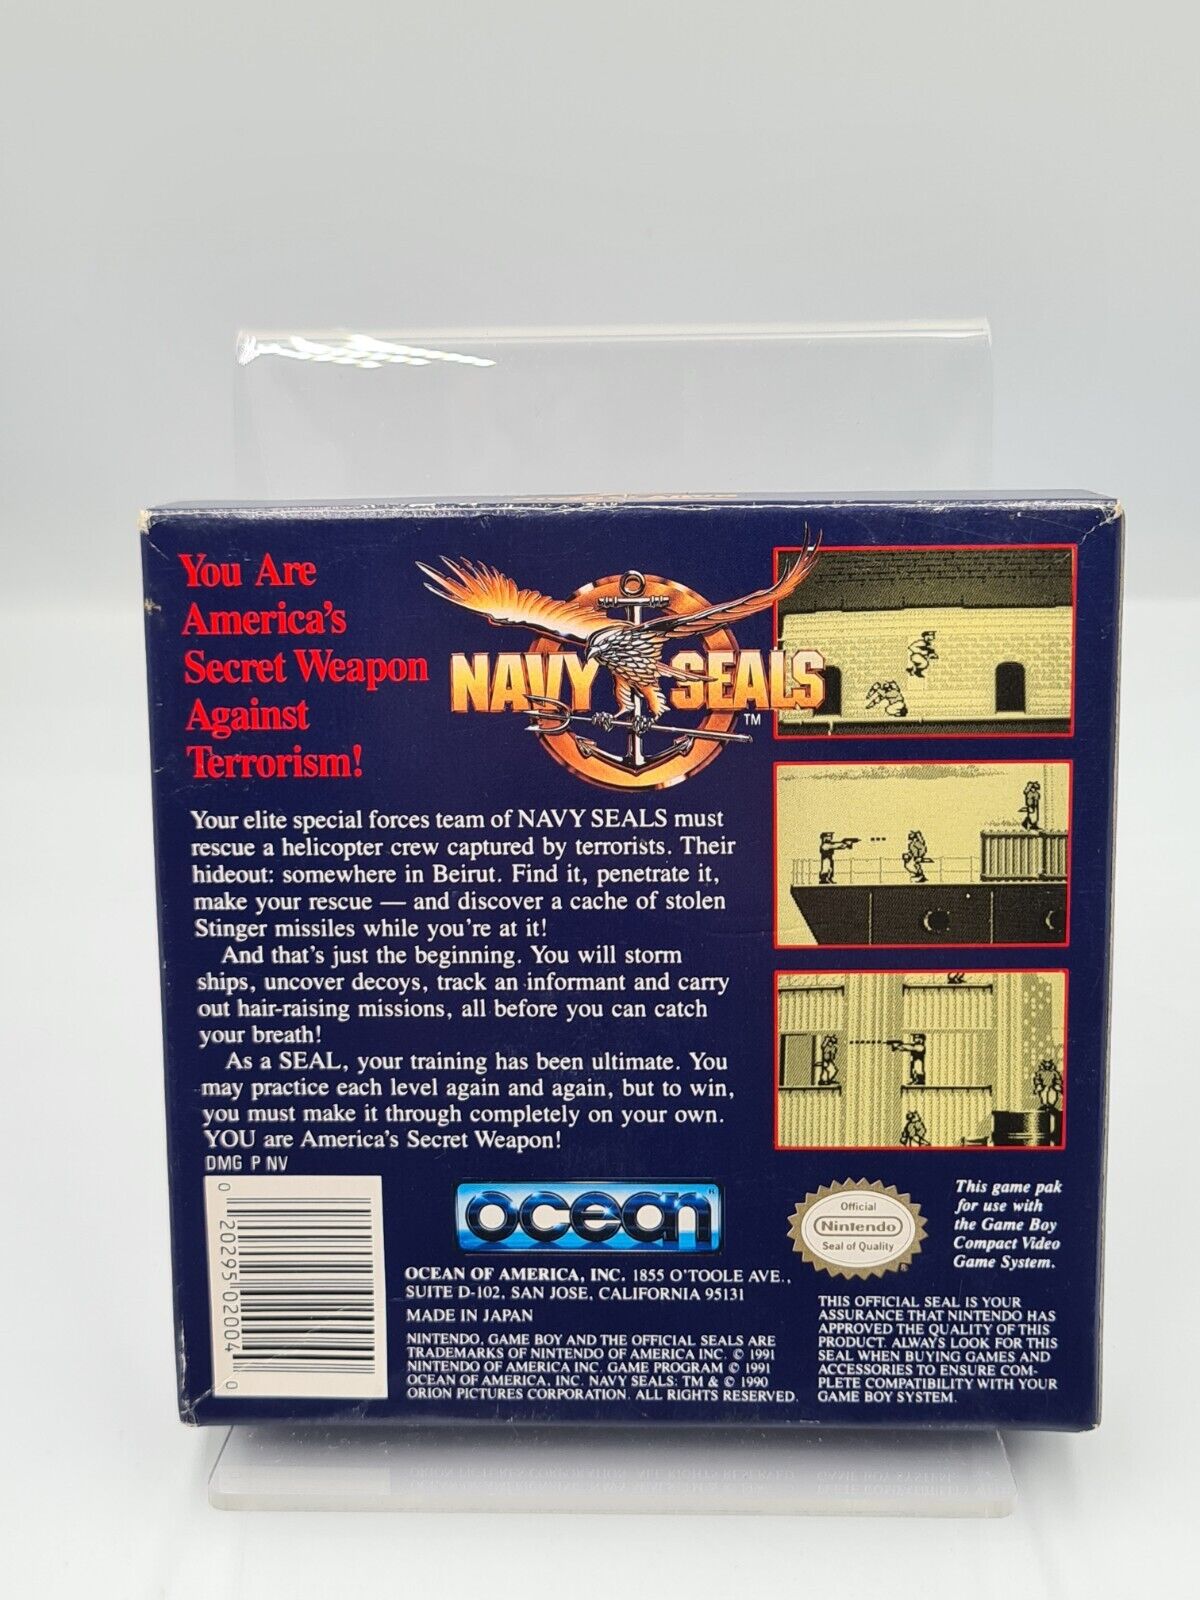 You Are
America's
Secret Weapon
Against
Terrorism!
NAVY SEALS
TM
Your elite special forces team of NAVY SEALS must
rescue a helicopter crew captured by terrorists. Their
hideout: somewhere in Beirut. Find it, penetrate it,
make your rescue — and discover a cache of stolen
Stinger missiles while you're at it!
And that's just the beginning. You will storm
ships, uncover decoys, track an informant and carry
out hair-raising missions, all before you can catch
your breath!
As a SEAL, your training has been ultimate. You
may practice each level again and again, but to win,
you must make it through completely on your own.
YOU are America's Secret Weapon!
DMG P NV
0 20295 02004 0
ocean®
OCEAN OF AMERICA, INC. 1855 O'TOOLE AVE.,
SUITE D-102, SAN JOSE, CALIFORNIA 95131
MADE IN JAPAN
NINTENDO, GAME BOY AND THE OFFICIAL SEALS ARE
TRADEMARKS OF NINTENDO OF AMERICA INC. © 1991
NINTENDO OF AMERICA INC. GAME PROGRAM © 1991
OCEAN OF AMERICA, INC. NAVY SEALS: TM & © 1990
ORION PICTURES CORPORATION. ALL RIGHTS RESERVED.
Official
Nintendo
Seal of Quality
®
This game pak
for use with
the Game Boy
Compact Video
Game System.
THIS OFFICIAL SEAL IS YOUR
ASSURANCE THAT NINTENDO HAS
APPROVED THE QUALITY OF THIS
PRODUCT. ALWAYS LOOK FOR THIS
SEAL WHEN BUYING GAMES AND
ACCESSORIES TO ENSURE COM-
PLETE COMPATIBILITY WITH YOUR
GAME BOY SYSTEM.